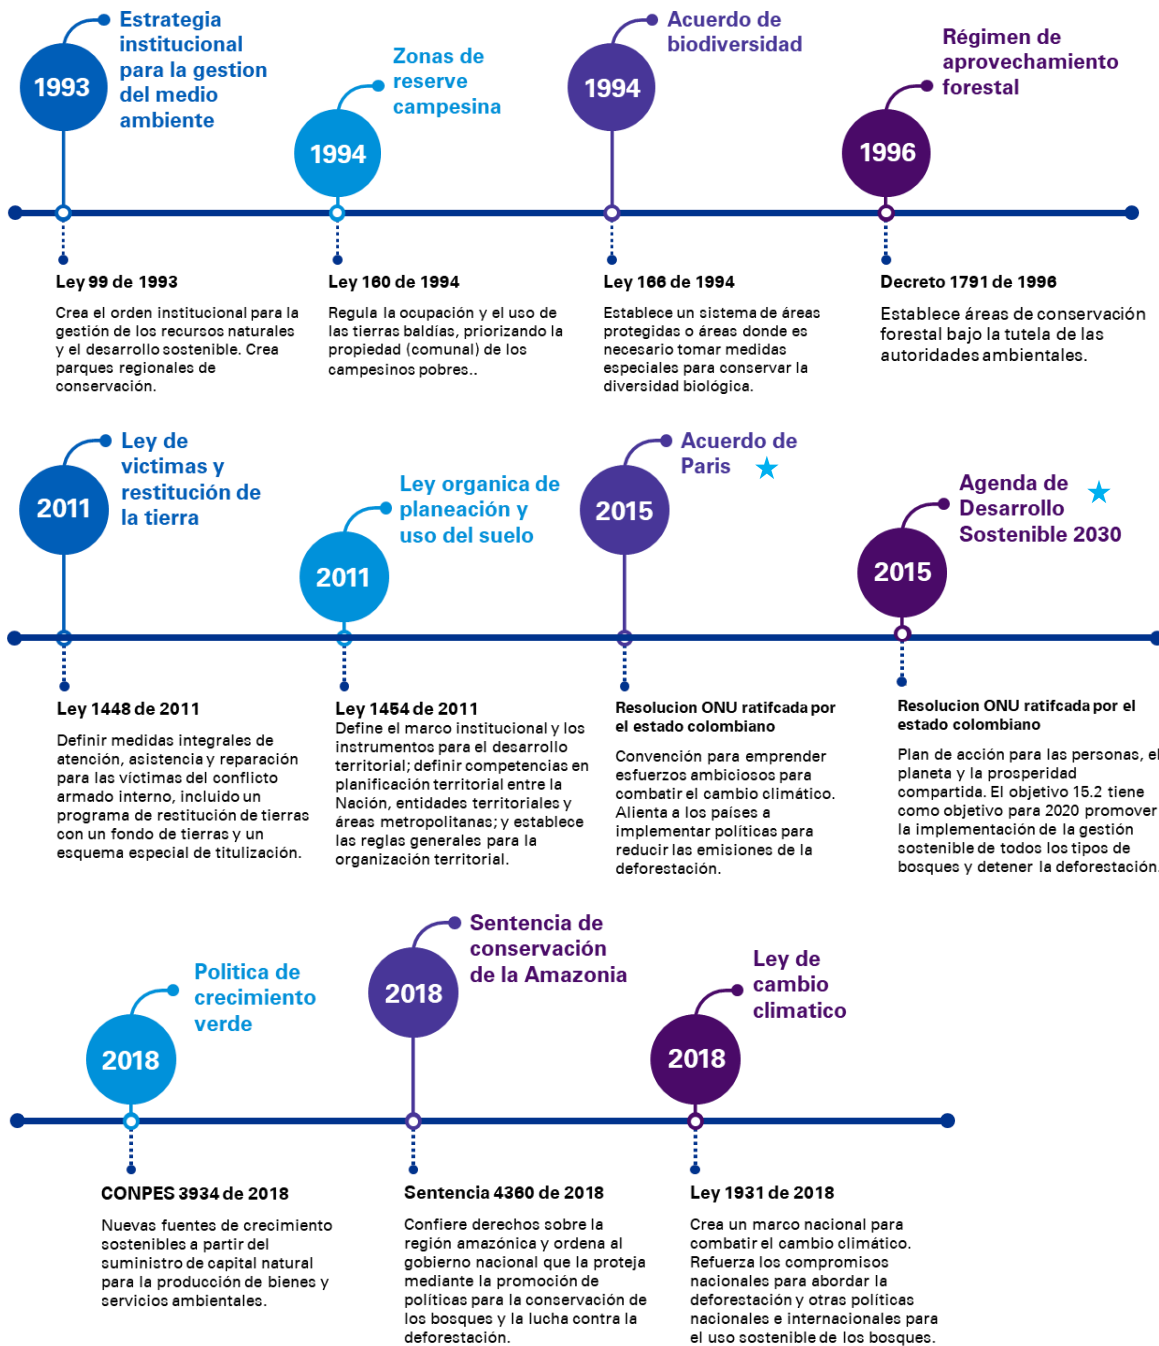 1993
Estrategia
institucional
para la gestion
del medio
ambiente
Ley 99 de 1993
Crea el orden institucional para la
gestión de los recursos naturales
y el desarrollo sostenible. Crea
parques regionales de
conservación.
1994
Zonas de
reserve
campesina
Ley 160 de 1994
Regula la ocupación y el uso de
las tierras baldías, priorizando la
propiedad (comunal) de los
campesinos pobres..
1994
Acuerdo de
biodiversidad
Ley 166 de 1994
Establece un sistema de áreas
protegidas o áreas donde es
necesario tomar medidas
especiales para conservar la
diversidad biológica.
1996
Régimen de
aprovechamiento
forestal
Decreto 1791 de 1996
Establece áreas de conservación
forestal bajo la tutela de las
autoridades ambientales.
2011
Ley de
victimas y
restitución de
la tierra
Ley 1448 de 2011
Definir medidas integrales de
atención, asistencia y reparación
para las víctimas del conflicto
armado interno, incluido un
programa de restitución de tierras
con un fondo de tierras y un
esquema especial de titulización.
2011
Ley organica de
planeación y
uso del suelo
Ley 1454 de 2011
Define el marco institucional y los
instrumentos para el desarrollo
territorial; definir competencias en
planificación territorial entre la
Nación, entidades territoriales y
áreas metropolitanas; y establece
las reglas generales para la
organización territorial.
2015
Acuerdo de
Paris
Resolucion ONU ratifcada por
el estado colombiano
Convención para emprender
esfuerzos ambiciosos para
combatir el cambio climático.
Alienta a los países a
implementar políticas para
reducir las emisiones de la
deforestación.
2015
Agenda de
Desarrollo
Sostenible 2030
Resolucion ONU ratifcada por el
estado colombiano
Plan de acción para las personas, el
planeta y la prosperidad
compartida. El objetivo 15.2 tiene
como objetivo para 2020 promover
la implementación de la gestión
sostenible de todos los tipos de
bosques y detener la deforestación.
2018
Politica de
crecimiento
verde
CONPES 3934 de 2018
Nuevas fuentes de crecimiento
sostenibles a partir del
suministro de capital natural
para la producción de bienes y
servicios ambientales.
2018
Sentencia de
conservación
de la Amazonia
Sentencia 4360 de 2018
Confiere derechos sobre la
región amazónica y ordena al
gobierno nacional que la proteja
mediante la promoción de
políticas para la conservación de
los bosques y la lucha contra la
deforestación.
2018
Ley de
cambio
climatico
Ley 1931 de 2018
Crea un marco nacional para
combatir el cambio climático.
Refuerza los compromisos
nacionales para abordar la
deforestación y otras políticas
nacionales e internacionales para
el uso sostenible de los bosques.